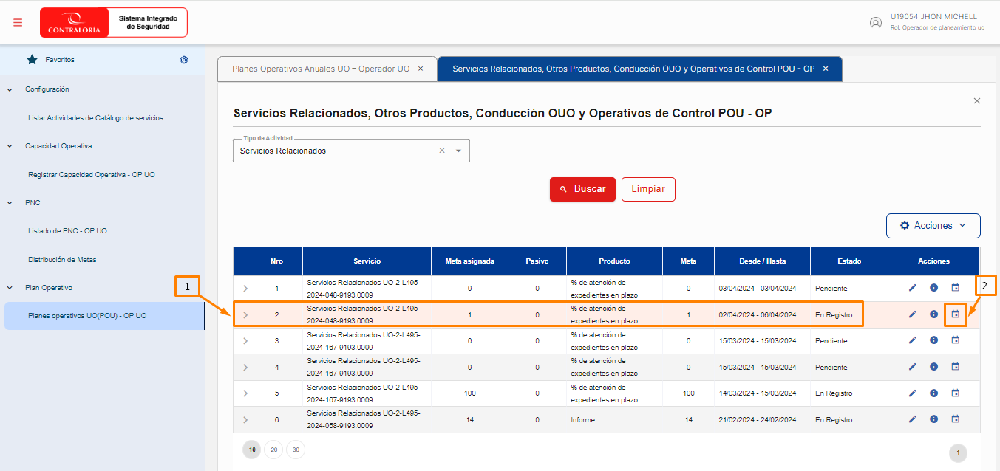 CONTRALORÍA
Sistema Integrado
de Seguridad
U19054 JHON MICHELL
Rol: Operador de planeamiento uo
Favoritos
Configuración
Listar Actividades de Catálogo de servicios
Capacidad Operativa
Registrar Capacidad Operativa - OP UO
PNC
Listado de PNC - OP UO
Distribución de Metas
Plan Operativo
Planes operativos UO(POU) - OP UO
Planes Operativos Anuales UO – Operador UO ×
Servicios Relacionados, Otros Productos, Conducción OUO y Operativos de Control POU - OP ×
Servicios Relacionados, Otros Productos, Conducción OUO y Operativos de Control POU - OP
Tipo de Actividad
Servicios Relacionados
Buscar
Limpiar
Acciones
Nro Servicio Meta asignada Pasivo Producto Meta Desde / Hasta Estado Acciones
1 Servicios Relacionados UO-2-L495-
2024-048-9193.0009 0 0 % de atención de
expedientes en plazo 0 03/04/2024 - 03/04/2024 Pendiente
2 Servicios Relacionados UO-2-L495-
2024-048-9193.0009 1 0 % de atención de
expedientes en plazo 1 02/04/2024 - 06/04/2024 En Registro
3 Servicios Relacionados UO-2-L495-
2024-167-9193.0009 0 0 % de atención de
expedientes en plazo 0 15/03/2024 - 15/03/2024 Pendiente
4 Servicios Relacionados UO-2-L495-
2024-167-9193.0009 0 0 % de atención de
expedientes en plazo 0 15/03/2024 - 15/03/2024 Pendiente
5 Servicios Relacionados UO-2-L495-
2024-167-9193.0009 100 0 % de atención de
expedientes en plazo 100 14/03/2024 - 15/03/2024 En Registro
6 Servicios Relacionados UO-2-L495-
2024-058-9193.0009 14 0 Informe 14 21/02/2024 - 24/02/2024 En Registro
10 20 30
1
1
2